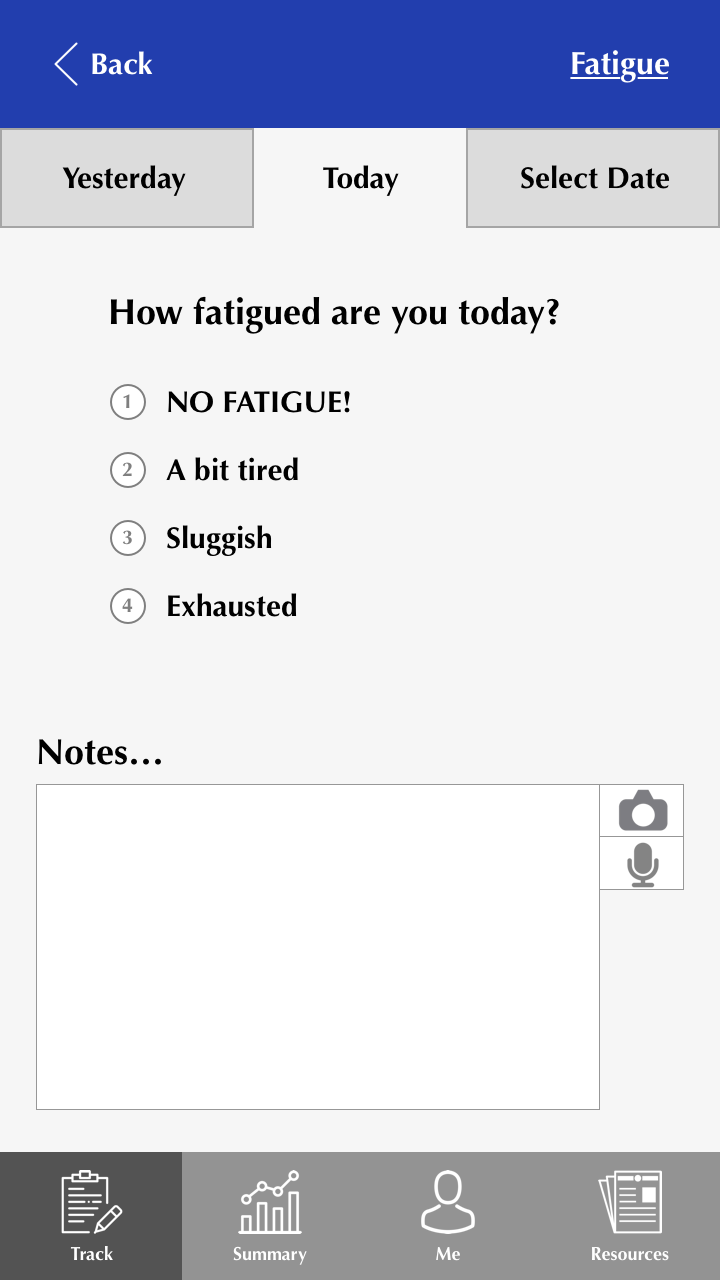 Back
Fatigue
Yesterday
Today
Select Date
How fatigued are you today?
1 NO FATIGUE!
2 A bit tired
3 Sluggish
4 Exhausted
Notes...
Track
Summary
Me
Resources